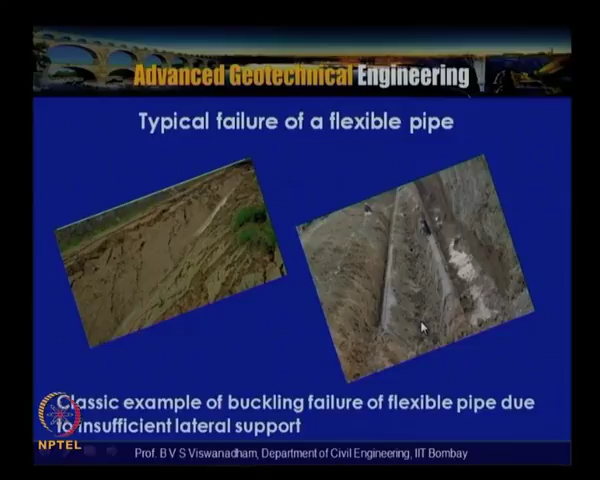 Advanced Geotechnical Engineering
Typical failure of a flexible pipe
Classic example of buckling failure of flexible pipe due
to insufficient lateral support
NPTEL
Prof. B V S Viswanadham, Department of Civil Engineering, IIT Bombay